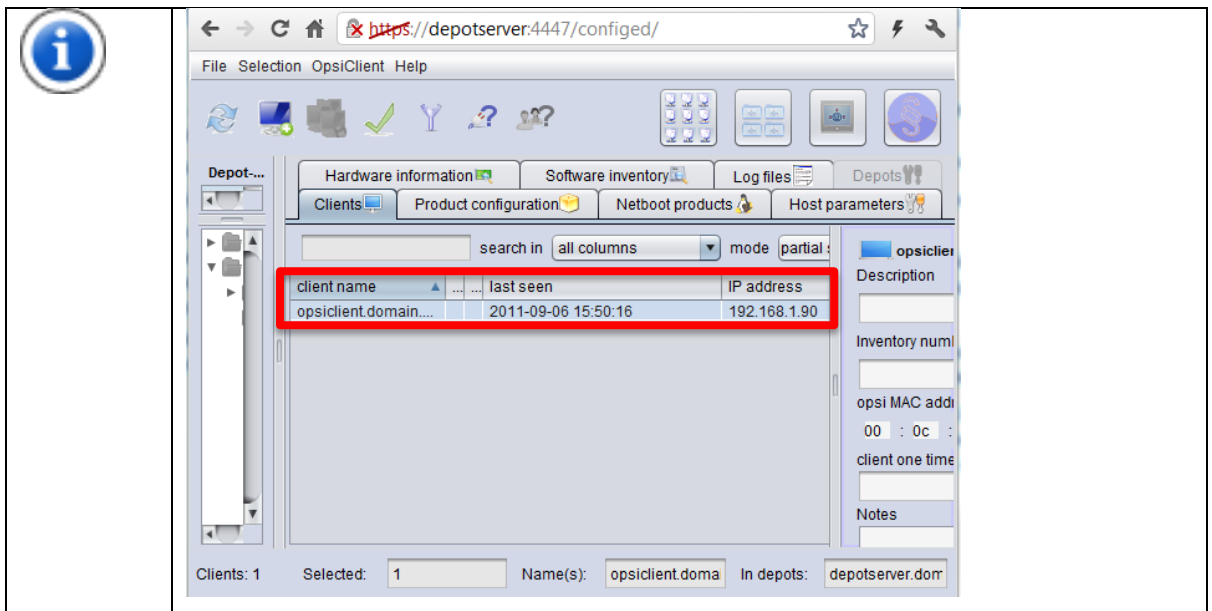 https://depotserver:4447/configed/
File Selection OpsiClient Help
Depot-...
Hardware information Software inventory Log files Depots
Clients Product configuration Netboot products Host parameters
search in all columns mode partial
client name ... ... last seen IP address
opsiclient.domain.... 2011-09-06 15:50:16 192.168.1.90
opsiclie
Description
Inventory num
opsi MAC add
00 : 0c :
client one time
Notes
Clients: 1 Selected: 1 Name(s): opsiclient.doma In depots: depotserver.dom